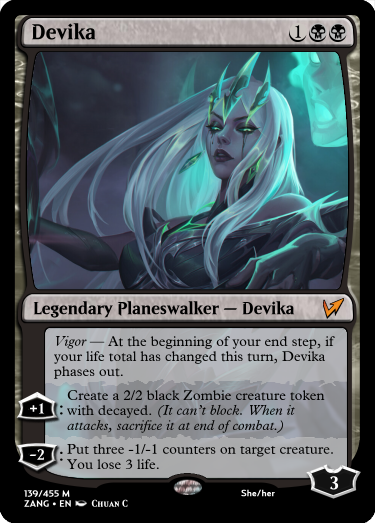 Devika 1
Legendary Planeswalker — Devika
Vigor — At the beginning of your end step, if
your life total has changed this turn, Devika
phases out.
+1: Create a 2/2 black Zombie creature token
with decayed. (It can't block. When it
attacks, sacrifice it at end of combat.)
-2: Put three -1/-1 counters on target creature.
You lose 3 life.
3
139/455 M
She/her
ZANG • EN Chuan C